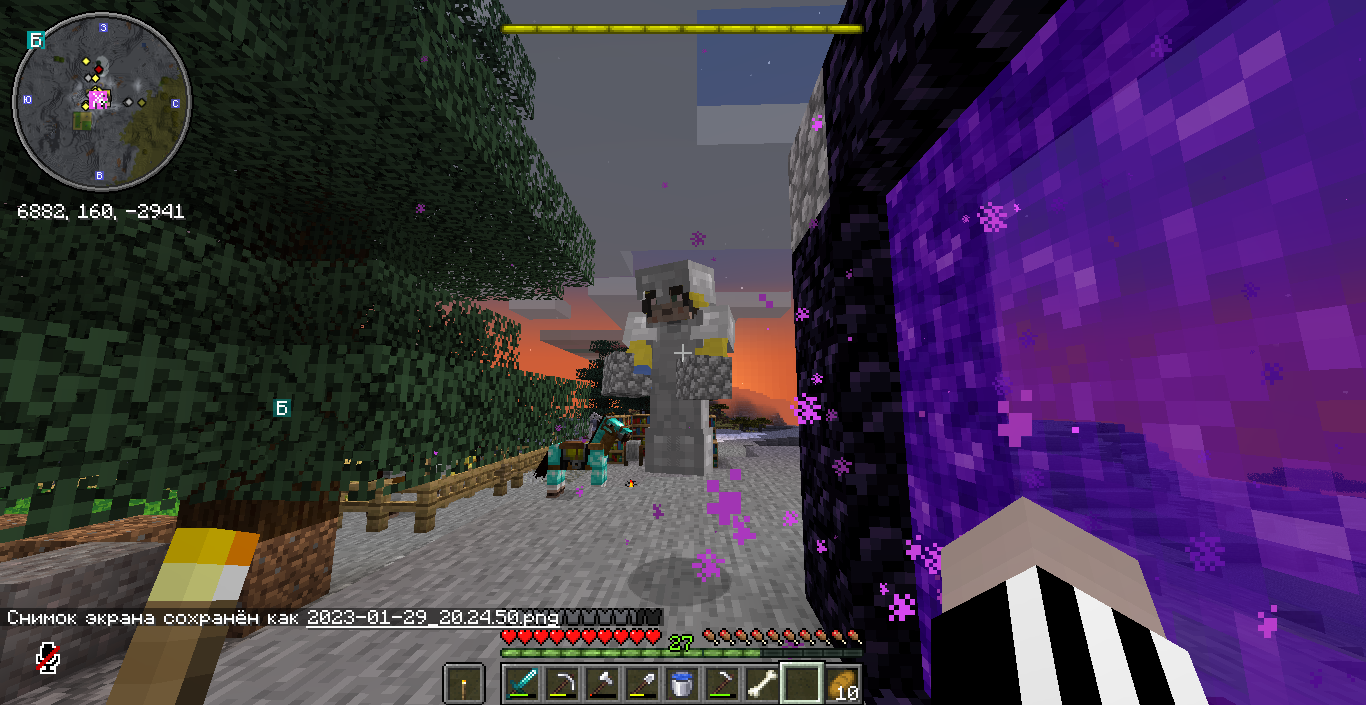 Б
З
Ю
С
В
6882, 160, -2941
Б
Снимок экрана сохранён как 2023-01-29_20.24.50.png
27
10